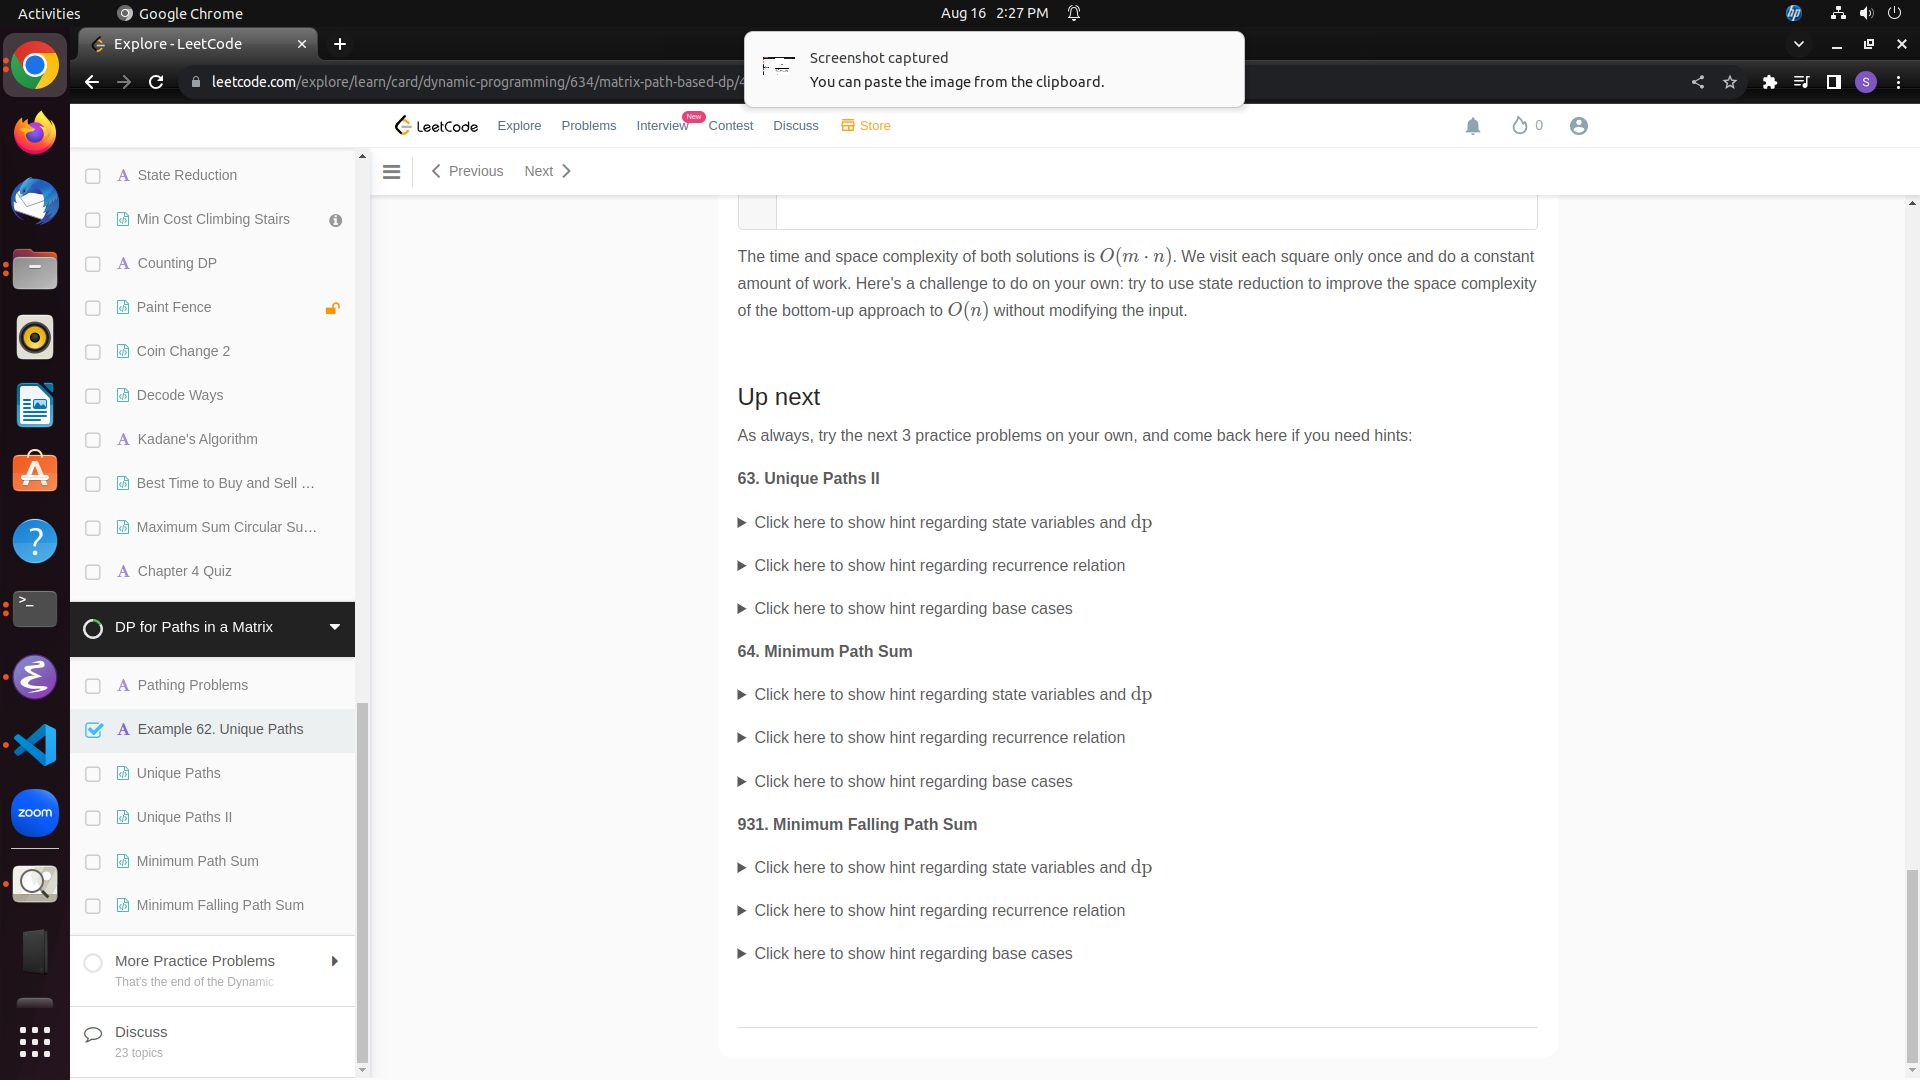 Activities
Google Chrome
Aug 16 2:27 PM
Explore - LeetCode
leetcode.com/explore/learn/card/dynamic-programming/634/matrix-path-based-dp/
Screenshot captured
You can paste the image from the clipboard.
S
LeetCode
Explore
Problems
Interview
New
Contest
Discuss
Store
0
Previous
Next
A State Reduction
Min Cost Climbing Stairs
A Counting DP
Paint Fence
Coin Change 2
Decode Ways
A Kadane's Algorithm
Best Time to Buy and Sell ...
Maximum Sum Circular Su...
A Chapter 4 Quiz
DP for Paths in a Matrix
A Pathing Problems
A Example 62. Unique Paths
Unique Paths
Unique Paths II
Minimum Path Sum
Minimum Falling Path Sum
More Practice Problems
That's the end of the Dynamic
Discuss
23 topics
The time and space complexity of both solutions is O(m · n). We visit each square only once and do a constant
amount of work. Here's a challenge to do on your own: try to use state reduction to improve the space complexity
of the bottom-up approach to O(n) without modifying the input.
Up next
As always, try the next 3 practice problems on your own, and come back here if you need hints:
63. Unique Paths II
Click here to show hint regarding state variables and dp
Click here to show hint regarding recurrence relation
Click here to show hint regarding base cases
64. Minimum Path Sum
Click here to show hint regarding state variables and dp
Click here to show hint regarding recurrence relation
Click here to show hint regarding base cases
931. Minimum Falling Path Sum
Click here to show hint regarding state variables and dp
Click here to show hint regarding recurrence relation
Click here to show hint regarding base cases
zoom
hp